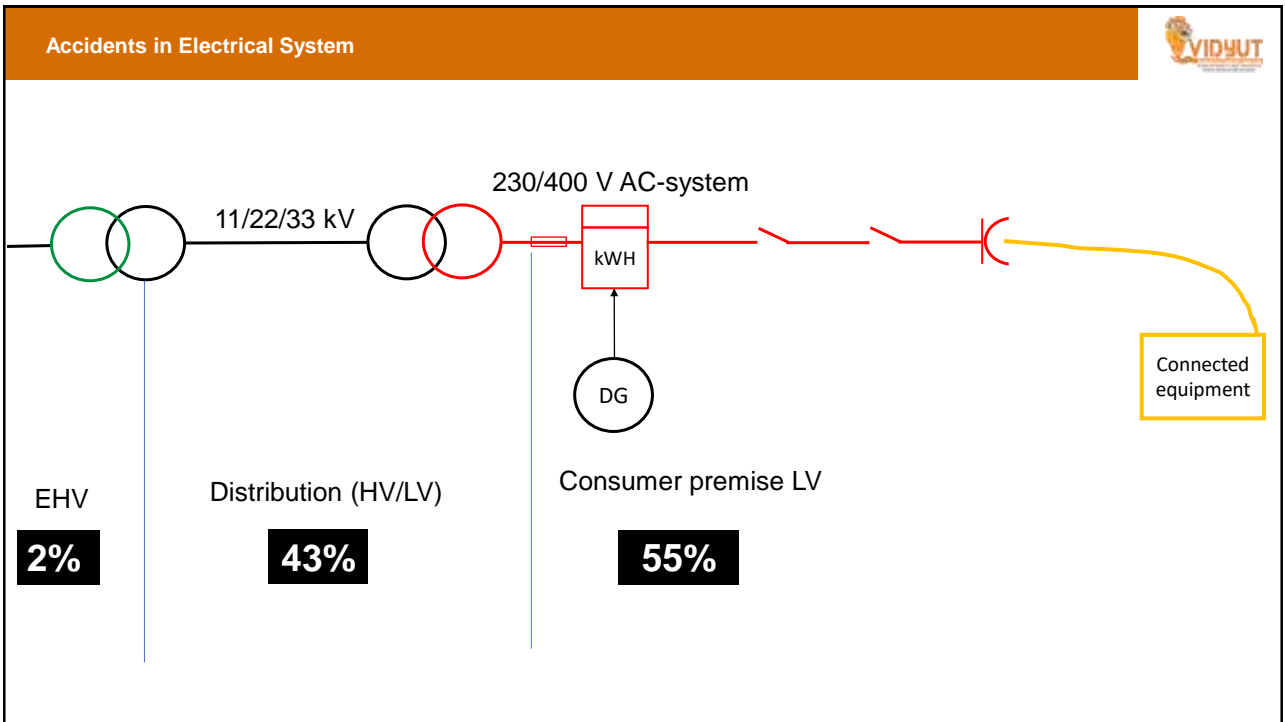 Accidents in Electrical System
VIDYUT
230/400 V AC-system
11/22/33 kV
kWH
DG
Connected
equipment
EHV
Distribution (HV/LV)
Consumer premise LV
2%
43%
55%